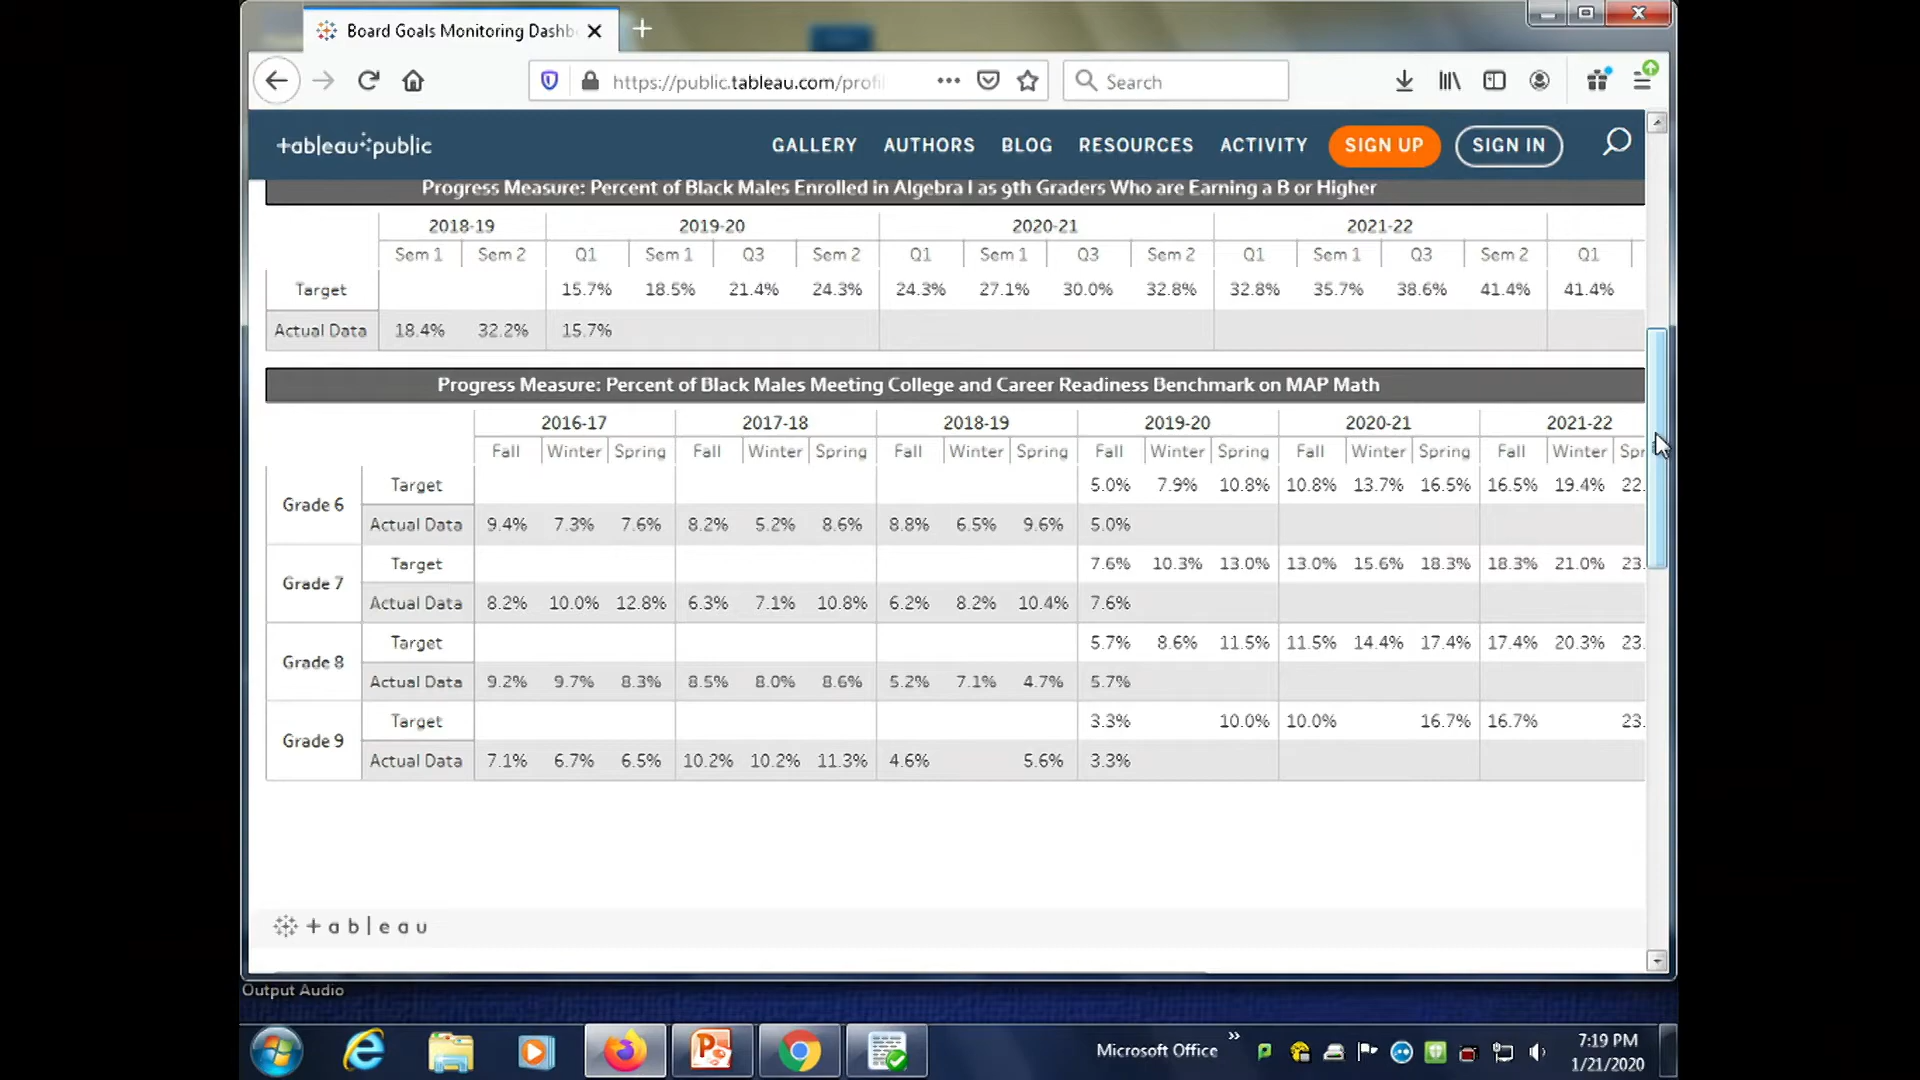 Board Goals Monitoring Dashb
https://public.tableau.com/profi
Search
+ableau public
GALLERY AUTHORS BLOG RESOURCES ACTIVITY SIGN UP SIGN IN
Progress Measure: Percent of Black Males Enrolled in Algebra I as 9th Graders Who are Earning a B or Higher
2018-19 2019-20 2020-21 2021-22
Sem 1 Sem 2 Q1 Sem 1 Q3 Sem 2 Q1 Sem 1 Q3 Sem 2 Q1 Sem 1 Q3 Sem 2 Q1
Target 15.7% 18.5% 21.4% 24.3% 24.3% 27.1% 30.0% 32.8% 32.8% 35.7% 38.6% 41.4% 41.4%
Actual Data 18.4% 32.2% 15.7%
Progress Measure: Percent of Black Males Meeting College and Career Readiness Benchmark on MAP Math
2016-17 2017-18 2018-19 2019-20 2020-21 2021-22
Fall Winter Spring Fall Winter Spring Fall Winter Spring Fall Winter Spring Fall Winter Spring Fall Winter Spr
Grade 6
Target 5.0% 7.9% 10.8% 10.8% 13.7% 16.5% 16.5% 19.4% 22.
Actual Data 9.4% 7.3% 7.6% 8.2% 5.2% 8.6% 8.8% 6.5% 9.6% 5.0%
Grade 7
Target 7.6% 10.3% 13.0% 13.0% 15.6% 18.3% 18.3% 21.0% 23.
Actual Data 8.2% 10.0% 12.8% 6.3% 7.1% 10.8% 6.2% 8.2% 10.4% 7.6%
Grade 8
Target 5.7% 8.6% 11.5% 11.5% 14.4% 17.4% 17.4% 20.3% 23.
Actual Data 9.2% 9.7% 8.3% 8.5% 8.0% 8.6% 5.2% 7.1% 4.7% 5.7%
Grade 9
Target 3.3% 10.0% 10.0% 16.7% 16.7% 23.
Actual Data 7.1% 6.7% 6.5% 10.2% 10.2% 11.3% 4.6% 5.6% 3.3%
+ableau
Output Audio
Microsoft Office
7:19 PM
1/21/2020